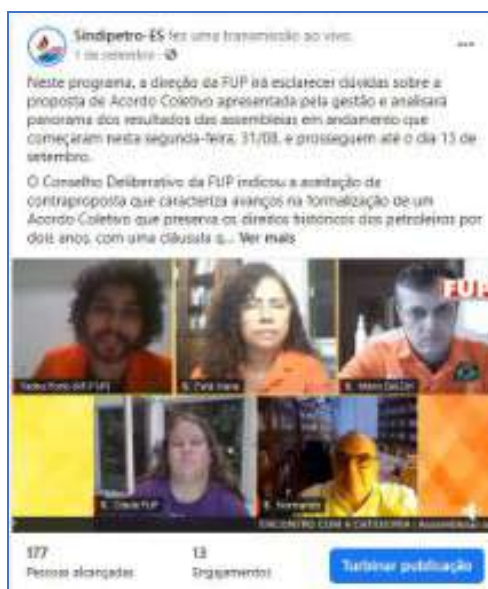 Sindipetro-ES fez uma transmissão ao vivo.
1 de setembro ·
Neste programa, a direção da FUP irá esclarecer dúvidas sobre a
proposta de Acordo Coletivo apresentada pela gestão e analisará
panorama dos resultados das assembleias em andamento que
começaram nesta segunda-feira, 31/08, e prosseguem até o dia 13 de
setembro.
O Conselho Deliberativo da FUP indicou a aceitação da
contraproposta que caracteriza avanços na formalização de um
Acordo Coletivo que preserva os direitos históricos dos petroleiros por
dois anos, com uma cláusula q... Ver mais
FUP
Cibele FUP
Normando
ENCONTRO COM A CATEGORIA
177
Pessoas alcançadas
13
Engajamentos
Turbinar publicação